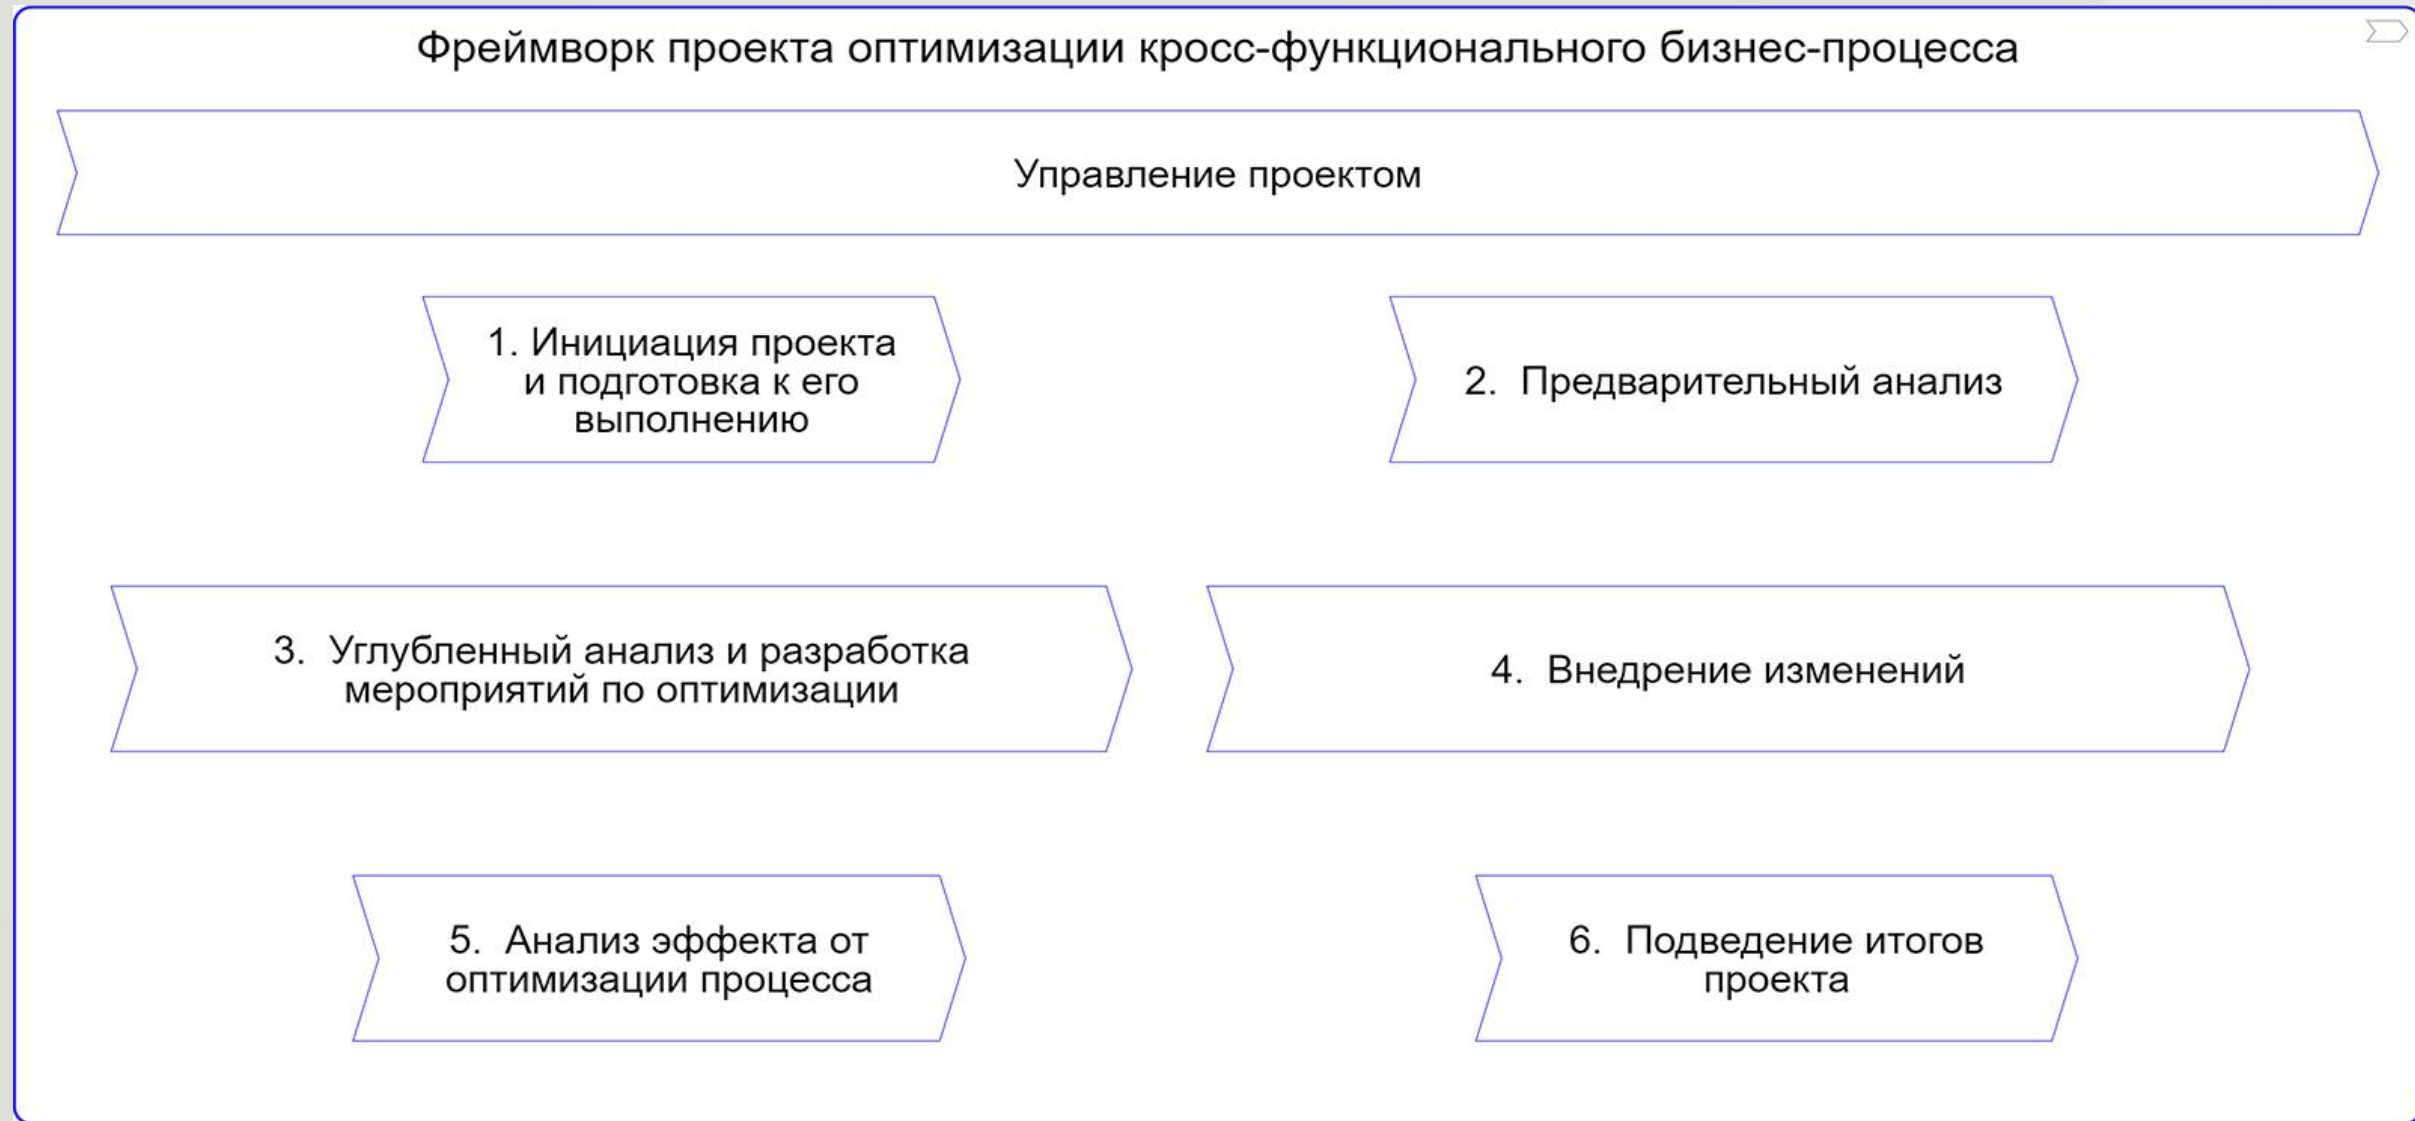 Фреймворк проекта оптимизации кросс-функционального бизнес-процесса
Управление проектом
1. Инициация проекта
и подготовка к его
выполнению
2. Предварительный анализ
3. Углубленный анализ и разработка
мероприятий по оптимизации
4. Внедрение изменений
5. Анализ эффекта от
оптимизации процесса
6. Подведение итогов
проекта